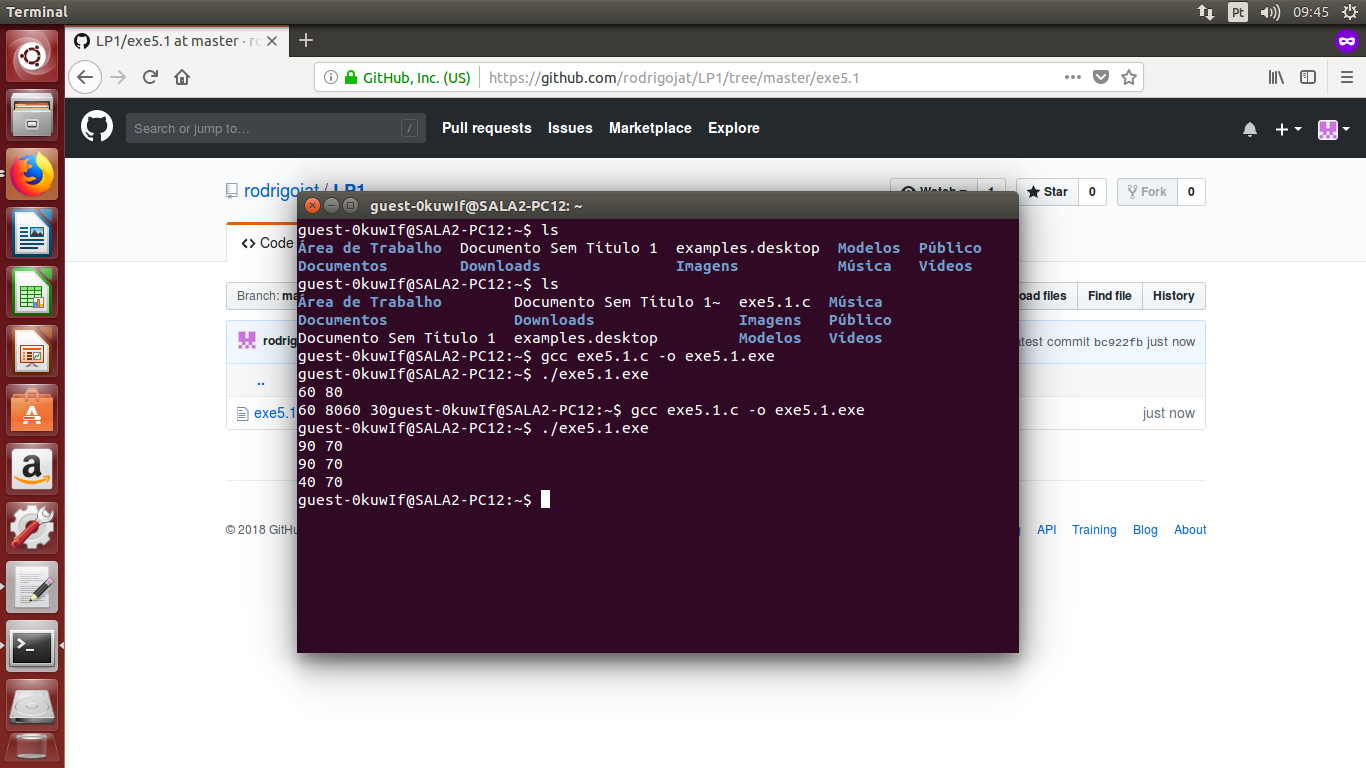 Terminal
Pt
09:45
LP1/exe5.1 at master · ro
GitHub, Inc. (US)
https://github.com/rodrigojat/LP1/tree/master/exe5.1
Search or jump to…
/
Pull requests
Issues
Marketplace
Explore
rodrigojat / LP1
Watch
1
Star
0
Fork
0
Code
guest-0kuwIf@SALA2-PC12: ~
guest-0kuwIf@SALA2-PC12:~$ ls
Área de Trabalho Documento Sem Título 1 examples.desktop Modelos Público
Documentos Downloads Imagens Música Vídeos
guest-0kuwIf@SALA2-PC12:~$ ls
Área de Trabalho Documento Sem Título 1~ exe5.1.c Música
Documentos Downloads Imagens Público
Documento Sem Título 1 examples.desktop Modelos Vídeos
guest-0kuwIf@SALA2-PC12:~$ gcc exe5.1.c -o exe5.1.exe
guest-0kuwIf@SALA2-PC12:~$ ./exe5.1.exe
60 80
60 8060 30guest-0kuwIf@SALA2-PC12:~$ gcc exe5.1.c -o exe5.1.exe
guest-0kuwIf@SALA2-PC12:~$ ./exe5.1.exe
90 70
90 70
40 70
guest-0kuwIf@SALA2-PC12:~$
Branch: ma
oad files
Find file
History
rodrig
atest commit bc922fb just now
..
exe5.1
just now
© 2018 GitH
API
Training
Blog
About